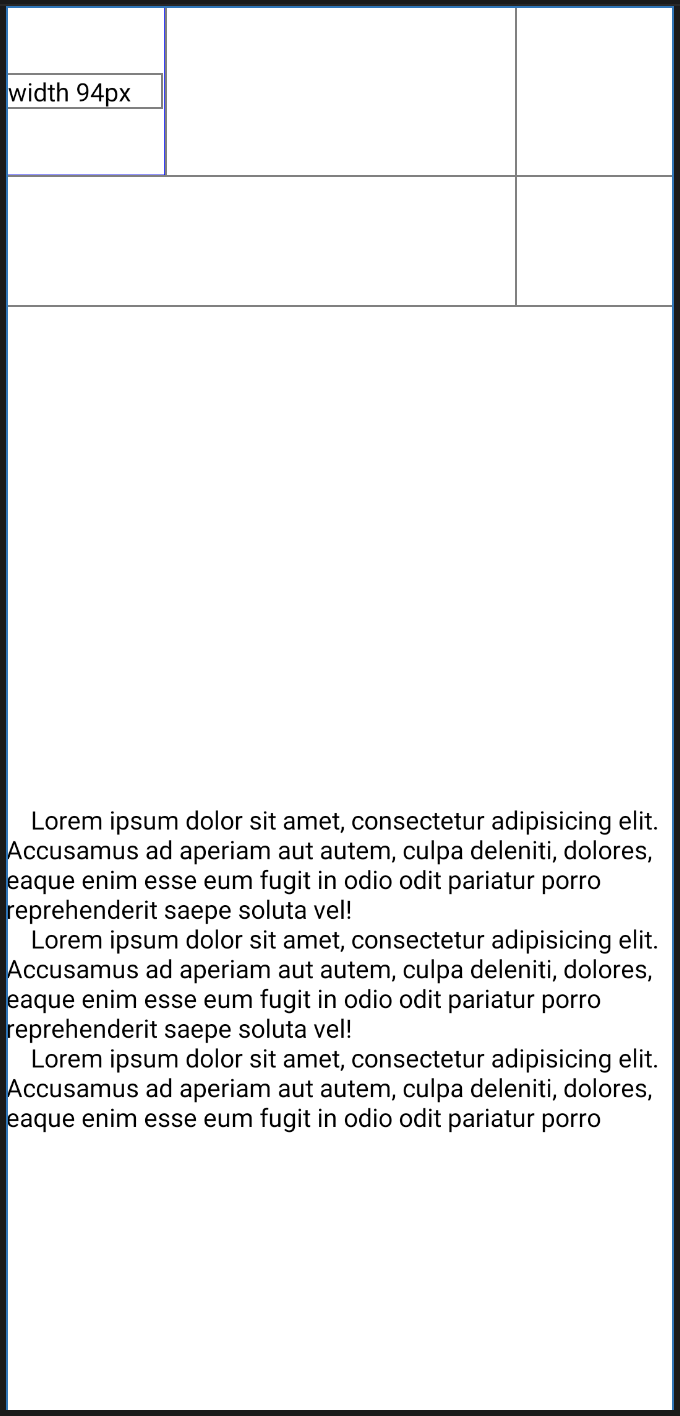 width 94px
Lorem ipsum dolor sit amet, consectetur adipisicing elit.
Accusamus ad aperiam aut autem, culpa deleniti, dolores,
eaque enim esse eum fugit in odio odit pariatur porro
reprehenderit saepe soluta vel!
Lorem ipsum dolor sit amet, consectetur adipisicing elit.
Accusamus ad aperiam aut autem, culpa deleniti, dolores,
eaque enim esse eum fugit in odio odit pariatur porro
reprehenderit saepe soluta vel!
Lorem ipsum dolor sit amet, consectetur adipisicing elit.
Accusamus ad aperiam aut autem, culpa deleniti, dolores,
eaque enim esse eum fugit in odio odit pariatur porro